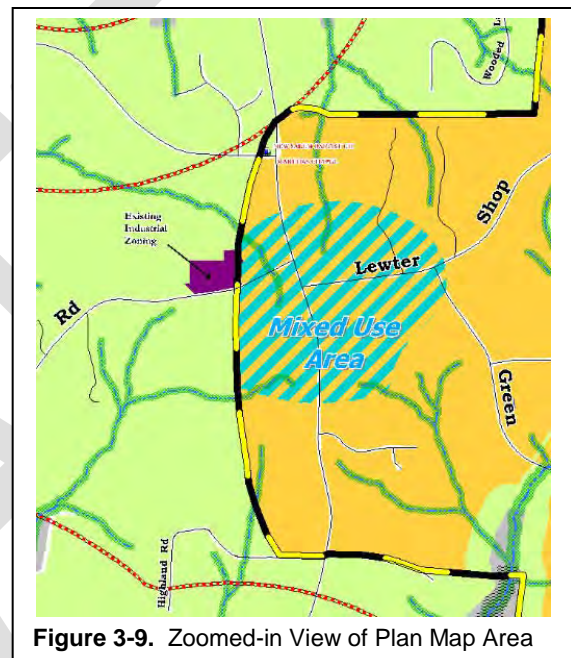 Wooded
Existing
Industrial
Zoning
Shop
Lewter
Rd
Mixed Use
Area
Green
Highland Rd
Figure 3-9. Zoomed-in View of Plan Map Area